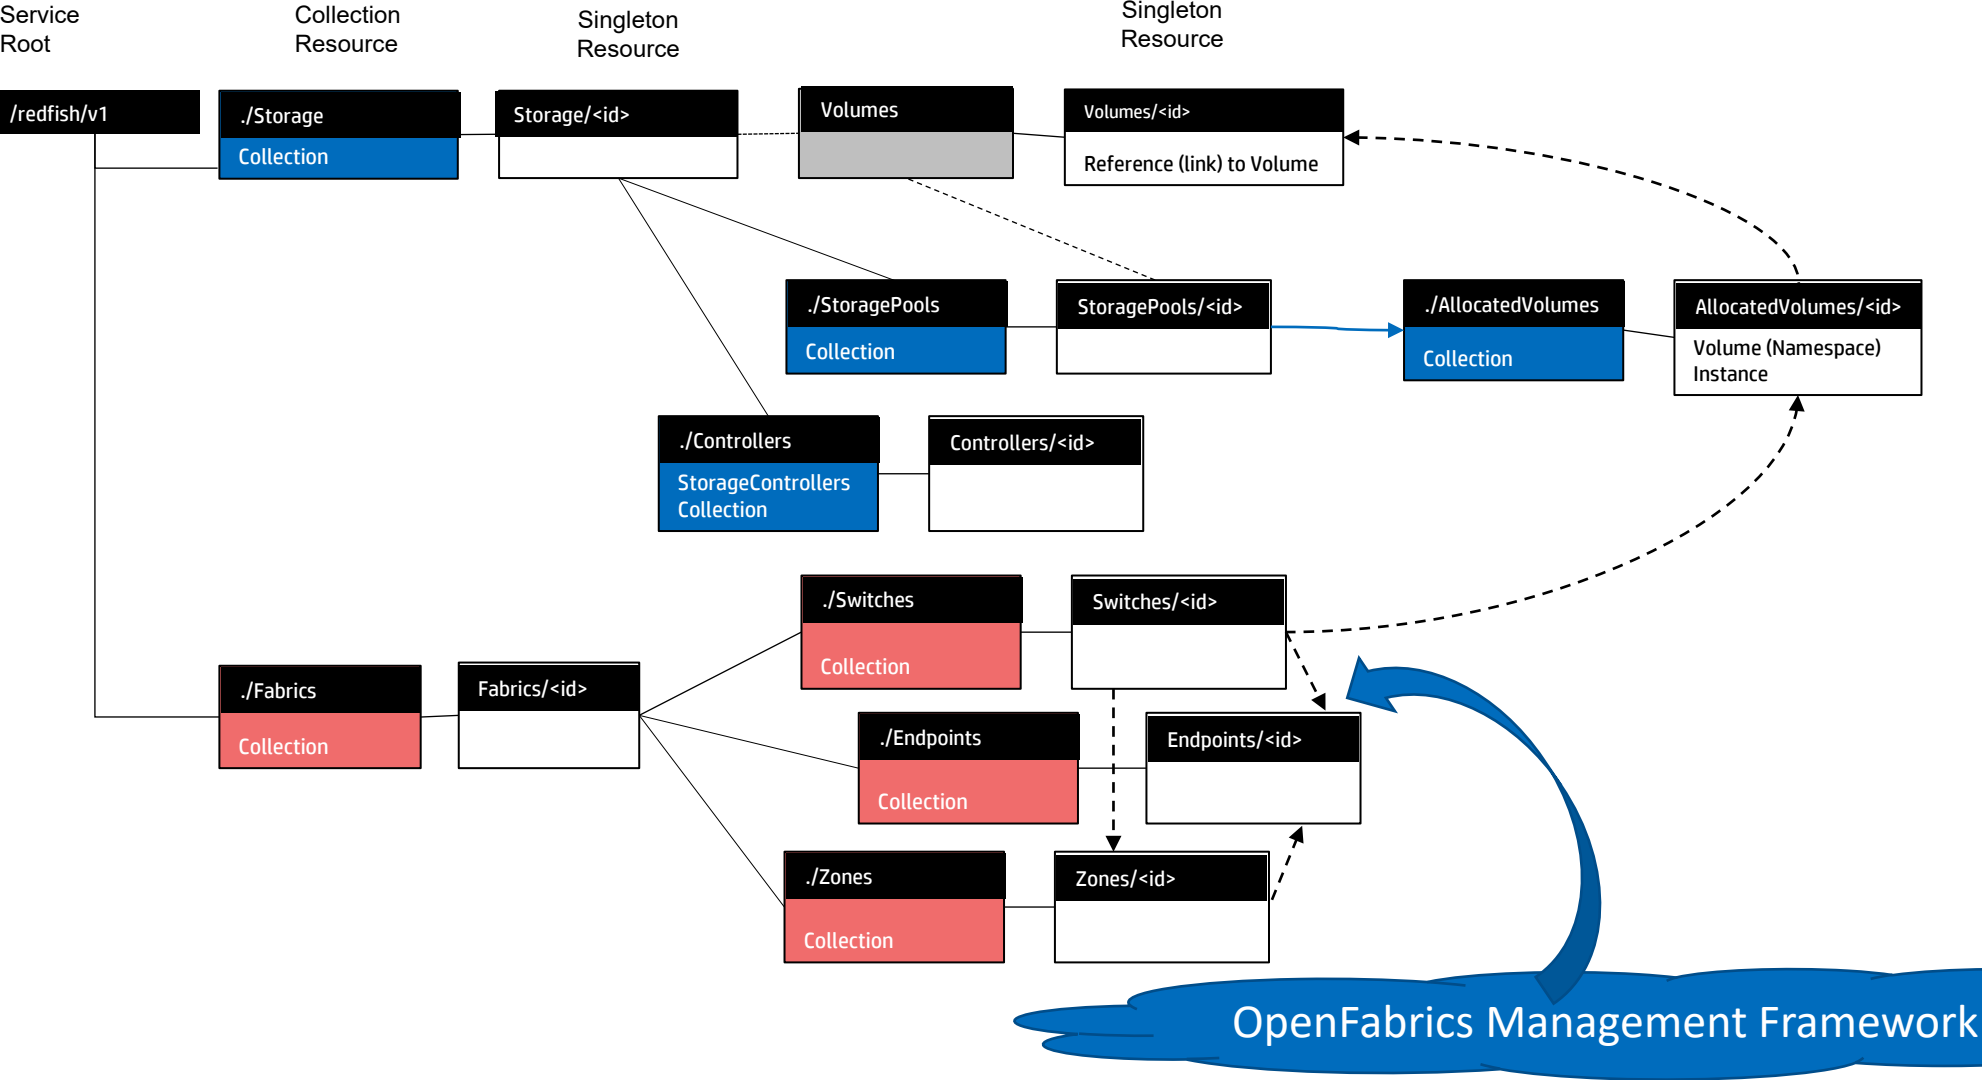 Service
Root
Collection
Resource
Singleton
Resource
Singleton
Resource
/redfish/v1
./Storage
Collection
Storage/<id>
Volumes
Volumes/<id>
Reference (link) to Volume
./StoragePools
Collection
StoragePools/<id>
./AllocatedVolumes
Collection
AllocatedVolumes/<id>
Volume (Namespace)
Instance
./Controllers
StorageControllers
Collection
Controllers/<id>
./Switches
Collection
Switches/<id>
./Fabrics
Collection
Fabrics/<id>
./Endpoints
Collection
Endpoints/<id>
./Zones
Collection
Zones/<id>
OpenFabrics Management Framework